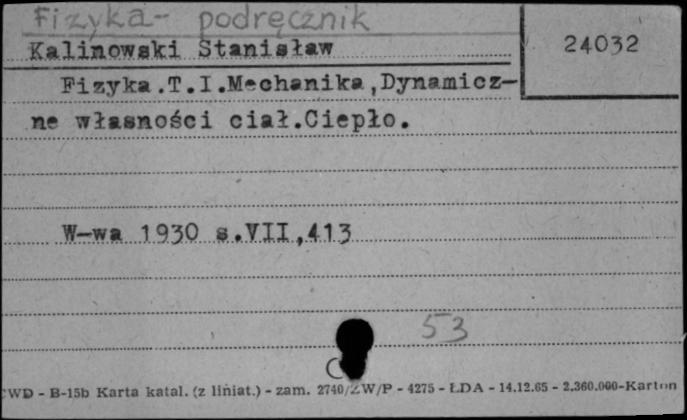 Fizyka - podręcznik
Kalinowski Stanisław
24032
Fizyka.T.I.Mechanika,Dynamicz-
ne własności ciał.Ciepło.
W-wa 1930 s.VII,413
53
CWD - B-15b Karta katal. (z liniat.) - zam. 2740/ZW/P - 4275 - ŁDA - 14.12.65 - 2.360.000-Karton